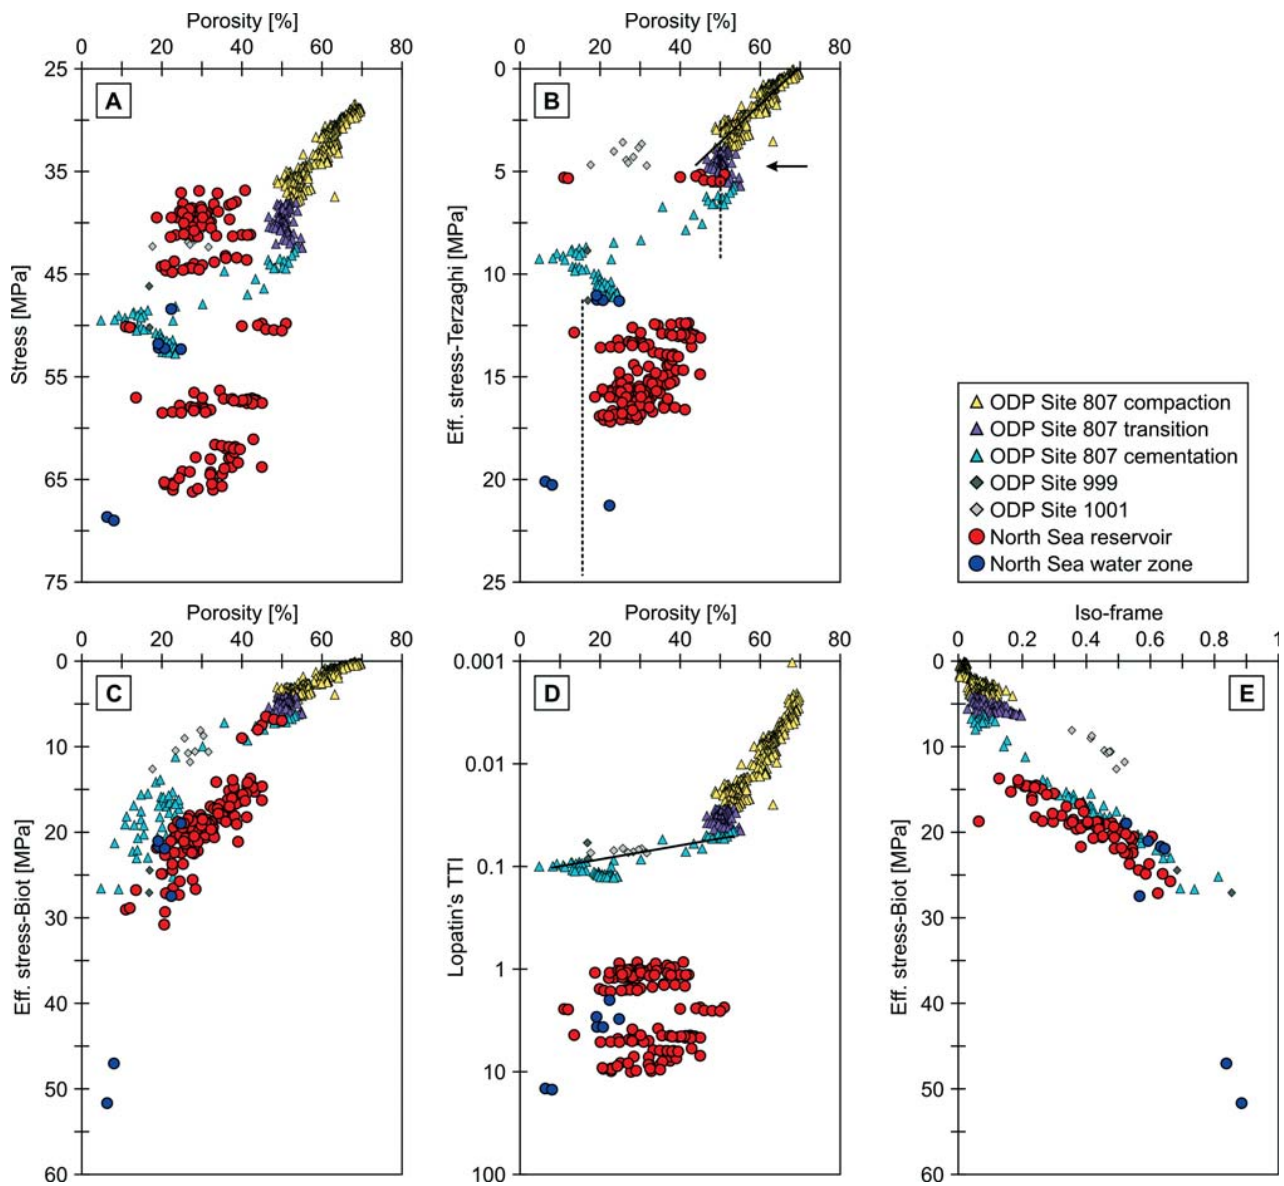 Porosity [%]
0 20 40 60 80
25
35
45
55
65
75
Stress [MPa]
A
Porosity [%]
0 20 40 60 80
0
5
10
15
20
25
Eff. stress-Terzaghi [MPa]
B
ODP Site 807 compaction
ODP Site 807 transition
ODP Site 807 cementation
ODP Site 999
ODP Site 1001
North Sea reservoir
North Sea water zone
Porosity [%]
0 20 40 60 80
0
10
20
30
40
50
60
Eff. stress-Biot [MPa]
C
Porosity [%]
0 20 40 60 80
0.001
0.01
0.1
1
10
100
Lopatin's TTI
D
Iso-frame
0 0.2 0.4 0.6 0.8 1
0
10
20
30
40
50
60
Eff. stress-Biot [MPa]
E